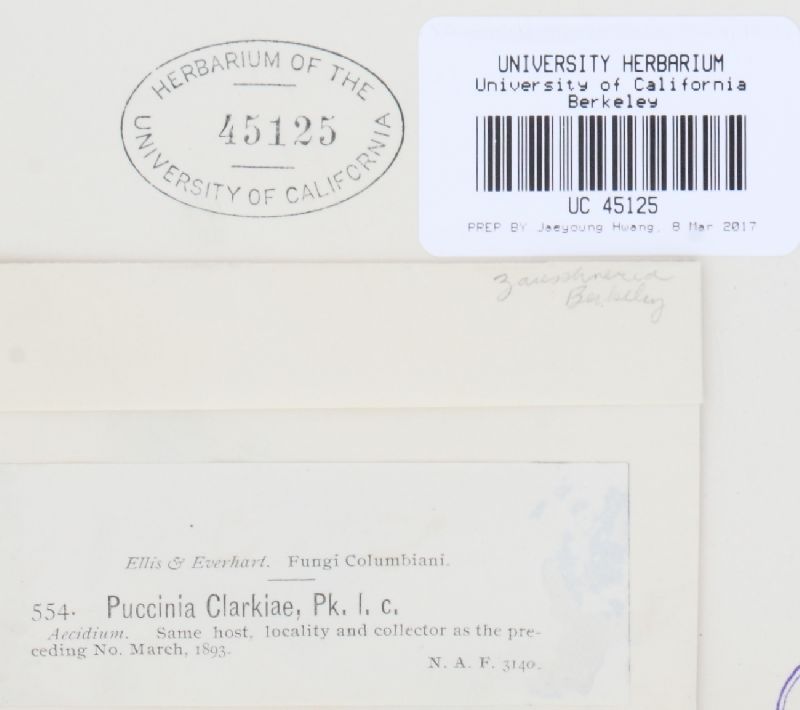 HERBARIUM OF THE
45125
UNIVERSITY OF CALIFORNIA
UNIVERSITY HERBARIUM
University of California
Berkeley
UC 45125
PREP BY Jaeyoung Hwang, 8 Mar 2017
Zauschneria
Berkeley
Ellis & Everhart. Fungi Columbiani.
554. Puccinia Clarkiae, Pk. l. c.
Aecidium. Same host, locality and collector as the pre-
ceding No. March, 1893.
N. A. F. 3140.